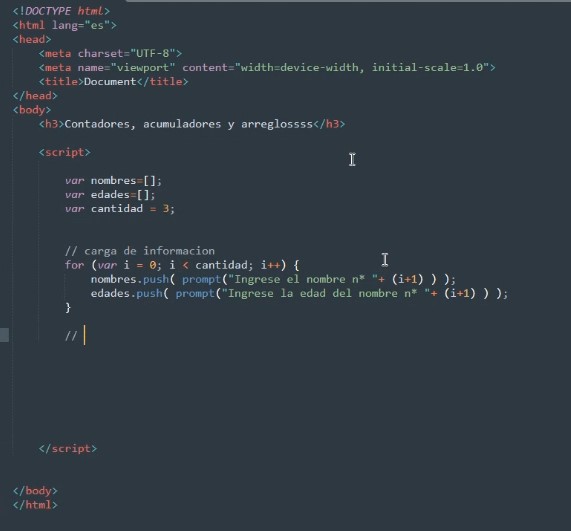 <!DOCTYPE html>
<html lang="es">
<head>
<meta charset="UTF-8">
<meta name="viewport" content="width=device-width, initial-scale=1.0">
<title>Document</title>
</head>
<body>
<h3>Contadores, acumuladores y arreglossss</h3>
<script>
var nombres=[];
var edades=[];
var cantidad = 3;
// carga de informacion
for (var i = 0; i < cantidad; i++) {
nombres.push( prompt("Ingrese el nombre n* "+ (i+1) ) );
edades.push( prompt("Ingrese la edad del nombre n* "+ (i+1) ) );
}
//
</script>
</body>
</html>